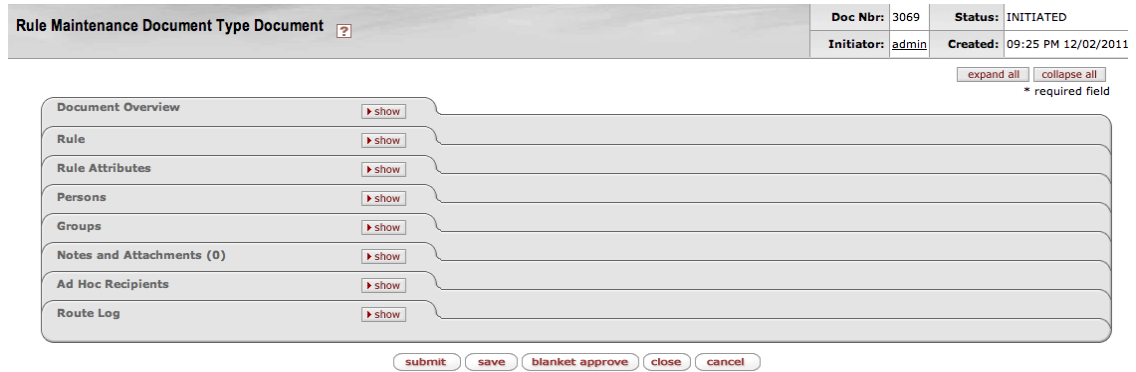 Rule Maintenance Document Type Document ?
Doc Nbr: 3069 Status: INITIATED
Initiator: admin Created: 09:25 PM 12/02/2011
expand all collapse all
* required field
Document Overview show
Rule show
Rule Attributes show
Persons show
Groups show
Notes and Attachments (0) show
Ad Hoc Recipients show
Route Log show
submit save blanket approve close cancel